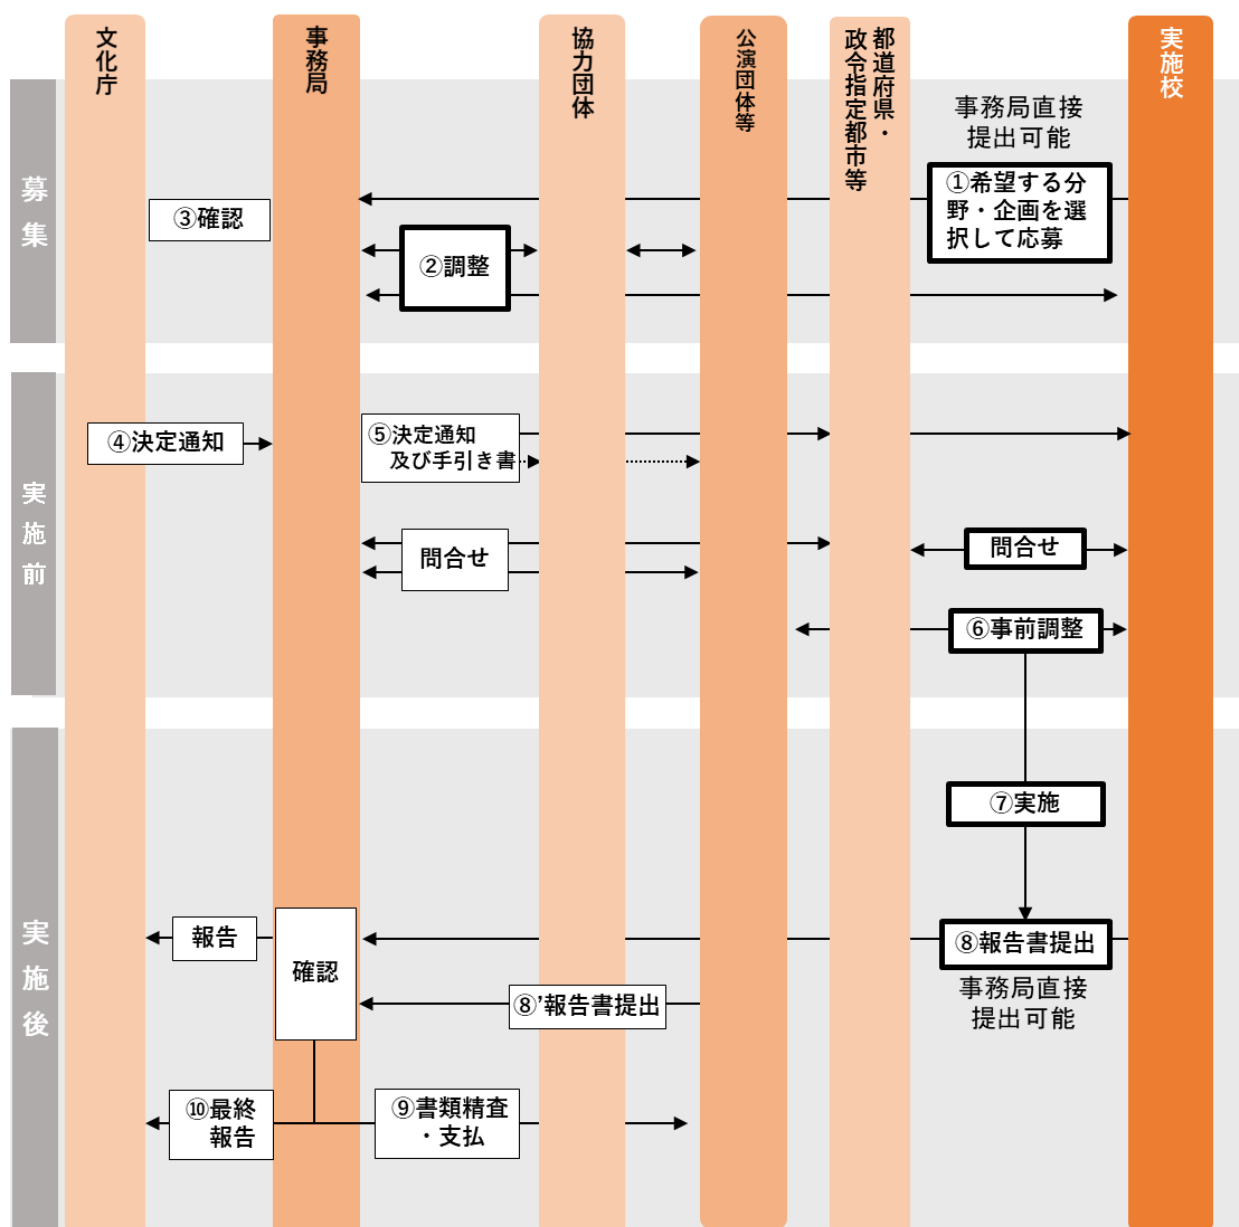 文化庁
事務局
協力団体
公演団体等
都道府県・
政令指定都市等
実施校
募集
事務局直接
提出可能
①希望する分
野・企画を選
択して応募
③確認
②調整
実施前
④決定通知
⑤決定通知
及び手引き書
問合せ
問合せ
⑥事前調整
実施後
⑦実施
報告
確認
⑧報告書提出
事務局直接
提出可能
⑧’報告書提出
⑩最終
報告
⑨書類精査
・支払